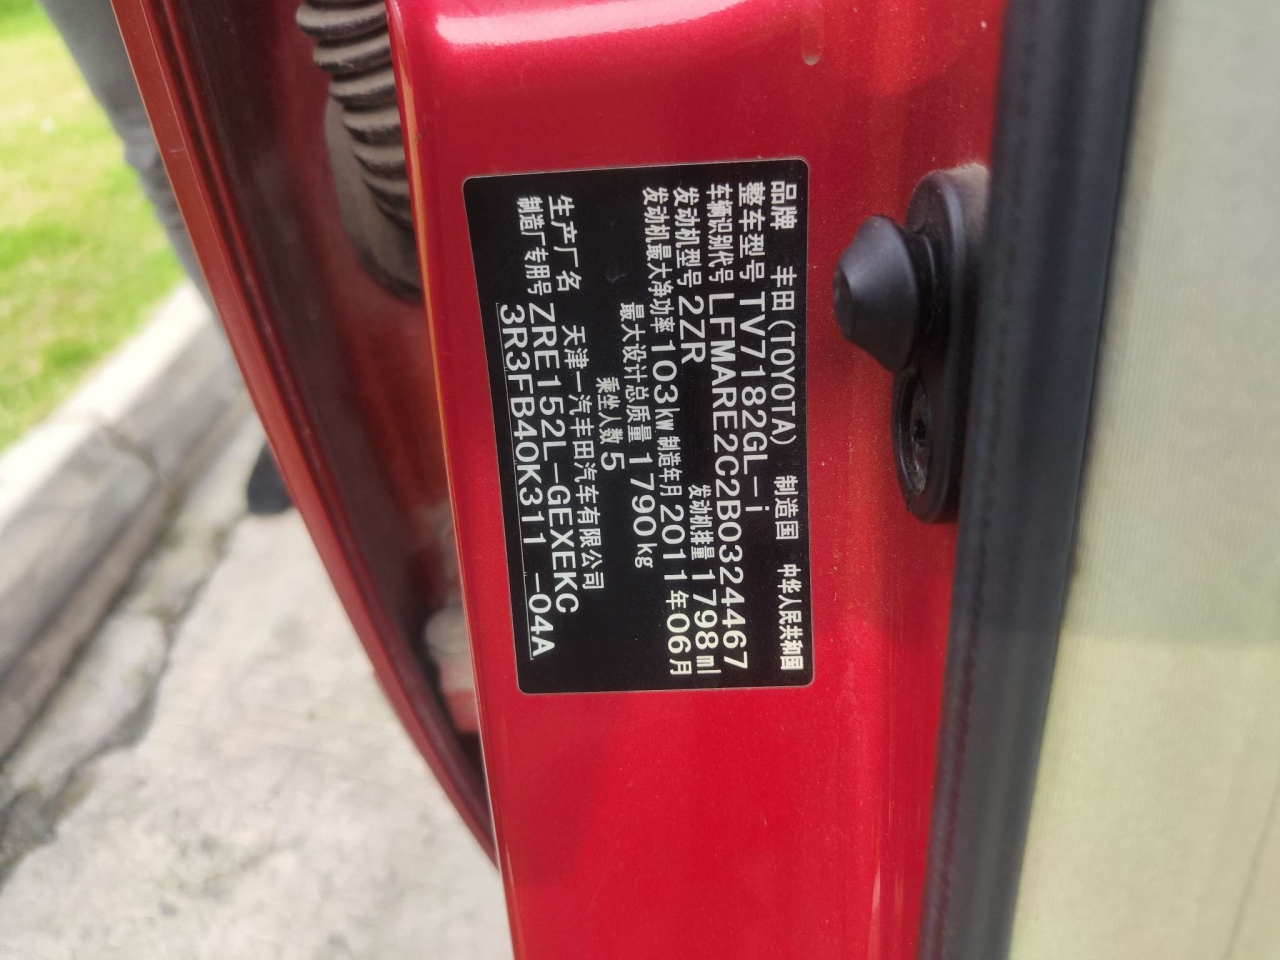 品牌 丰田(TOYOTA) 制造国 中华人民共和国
整车型号 TV7182GL-i
车辆识别代号 LFMARE2C2B0324467
发动机型号 2ZR 发动机排量 1798ml
发动机最大净功率 103kw 制造年月 2011年06月
最大设计总质量 1790kg
乘坐人数 5
生产厂名 天津一汽丰田汽车有限公司
制造厂专用号 ZRE152L-GEXEKC
3R3FB40K311-04A